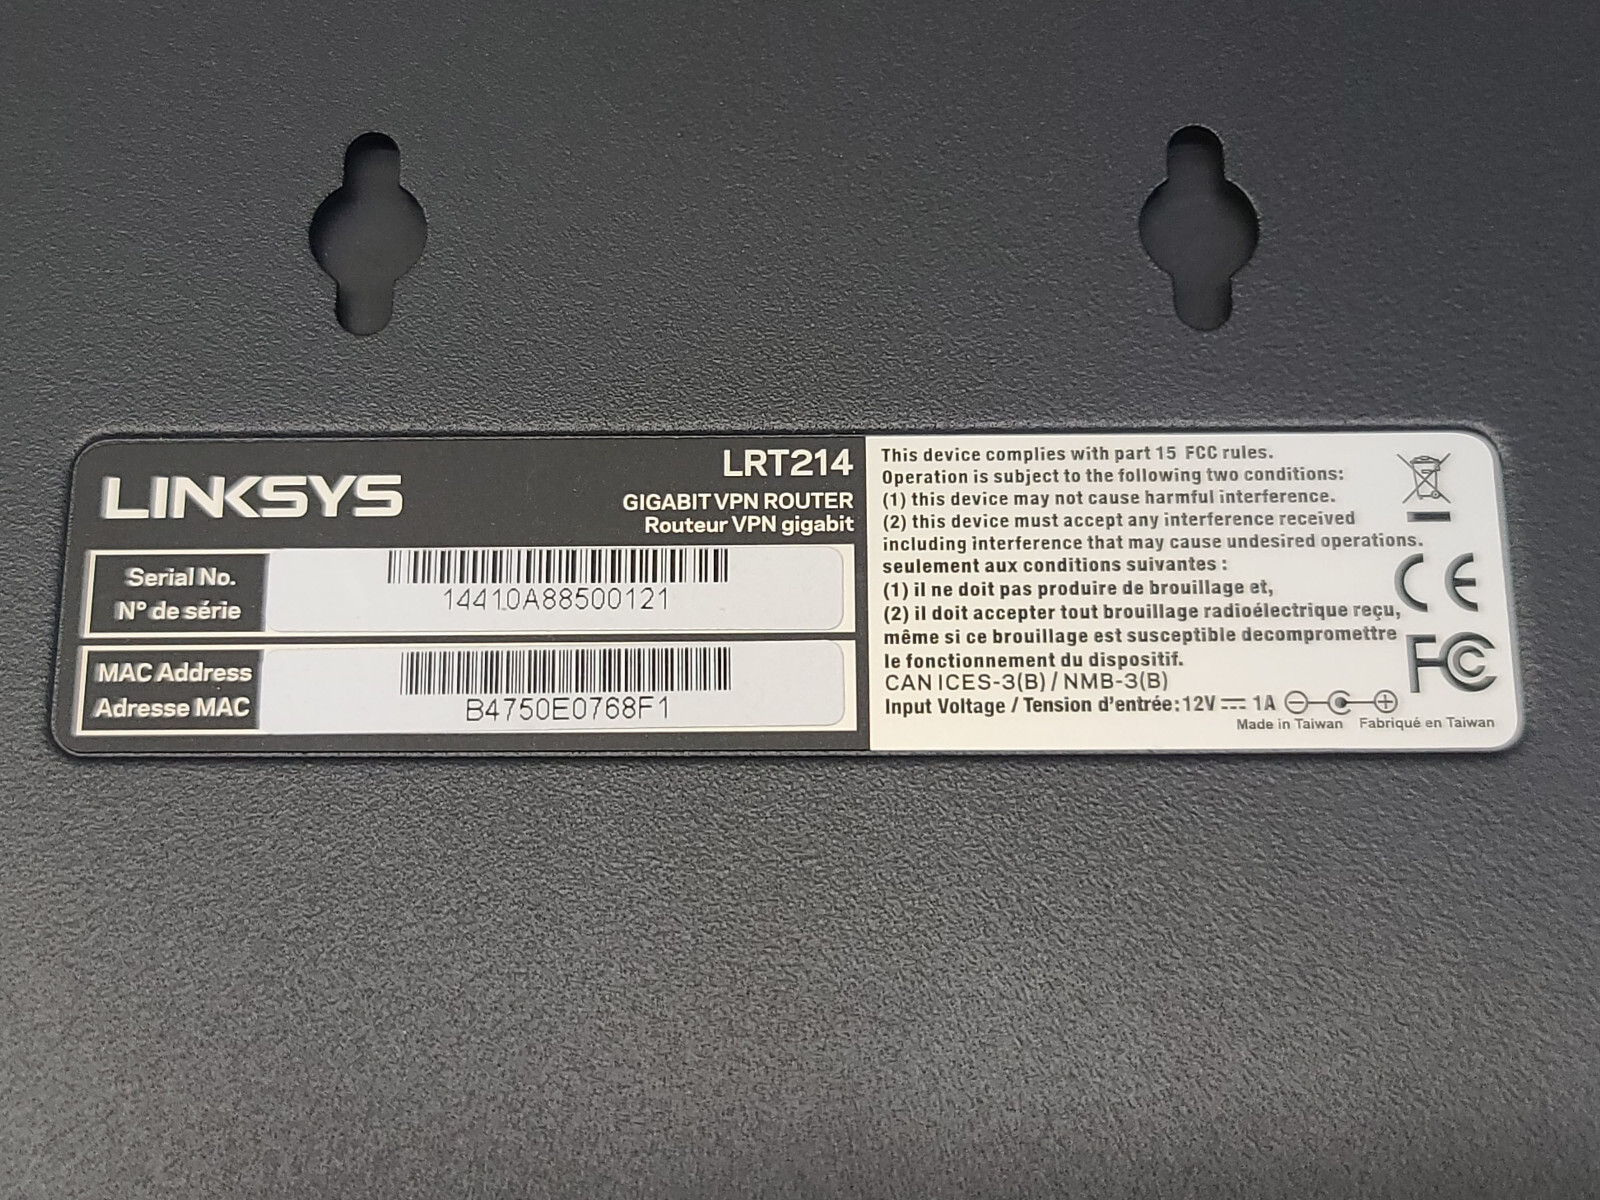 LINKSYS
LRT214
GIGABIT VPN ROUTER
Routeur VPN gigabit
Serial No.
N° de série
14410A88500121
MAC Address
Adresse MAC
B4750E0768F1
This device complies with part 15 FCC rules.
Operation is subject to the following two conditions:
(1) this device may not cause harmful interference.
(2) this device must accept any interference received
including interference that may cause undesired operations.
seulement aux conditions suivantes :
(1) il ne doit pas produire de brouillage et,
(2) il doit accepter tout brouillage radioélectrique reçu,
même si ce brouillage est susceptible decompromettre
le fonctionnement du dispositif.
CAN ICES-3(B) / NMB-3(B)
Input Voltage / Tension d'entrée: 12V ⎓ 1A
Made in Taiwan Fabriqué en Taiwan
CE
FC